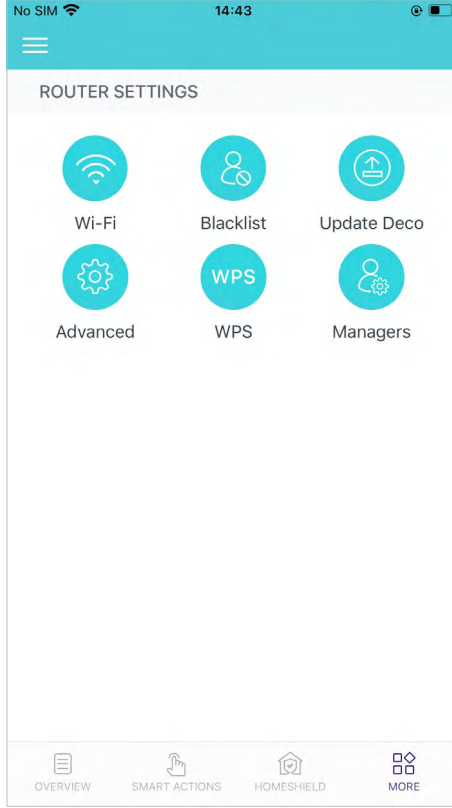 No SIM 14:43
ROUTER SETTINGS
Wi-Fi Blacklist Update Deco
WPS
Advanced WPS Managers
OVERVIEW SMART ACTIONS HOMESHIELD MORE